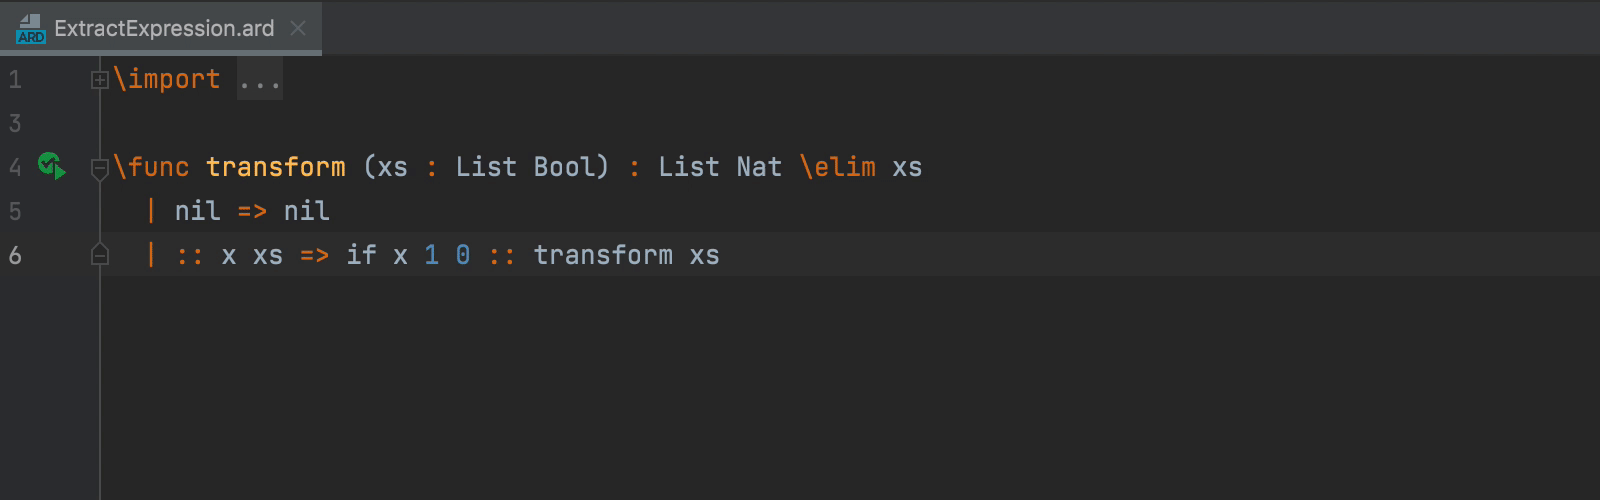 ARD ExtractExpression.ard
1 \import ...
3
4 \func transform (xs : List Bool) : List Nat \elim xs
5 | nil => nil
6 | :: x xs => if x 1 0 :: transform xs